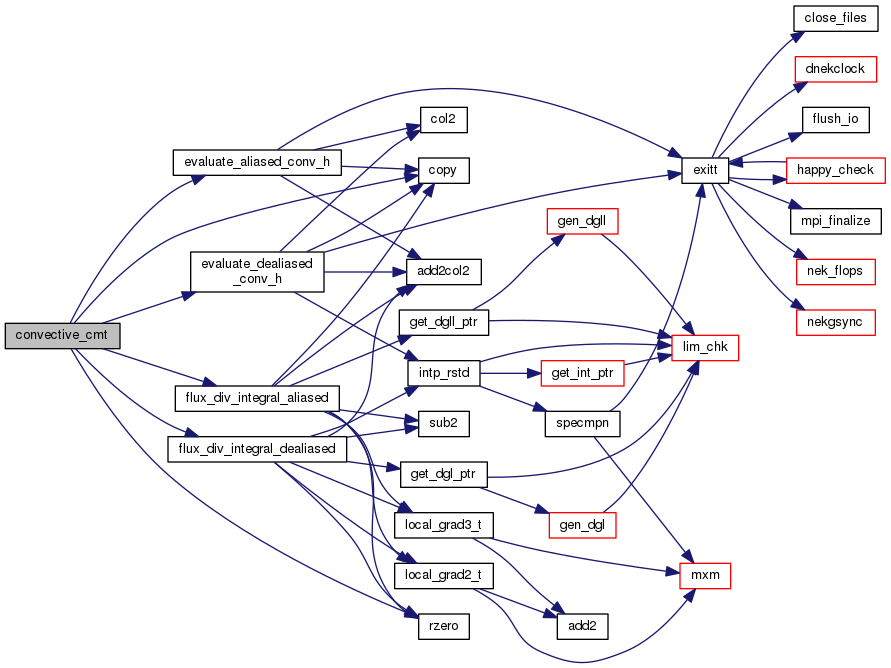 close_files
dnekclock
col2
flush_io
evaluate_aliased_conv_h
copy
exitt
happy_check
gen_dgll
mpi_finalize
evaluate_dealiased
_conv_h
add2col2
nek_flops
get_dgll_ptr
nekgsync
convective_cmt
lim_chk
intp_rstd
get_int_ptr
flux_div_integral_aliased
sub2
specmpn
flux_div_integral_dealiased
get_dgl_ptr
local_grad3_t
gen_dgl
local_grad2_t
mxm
rzero
add2